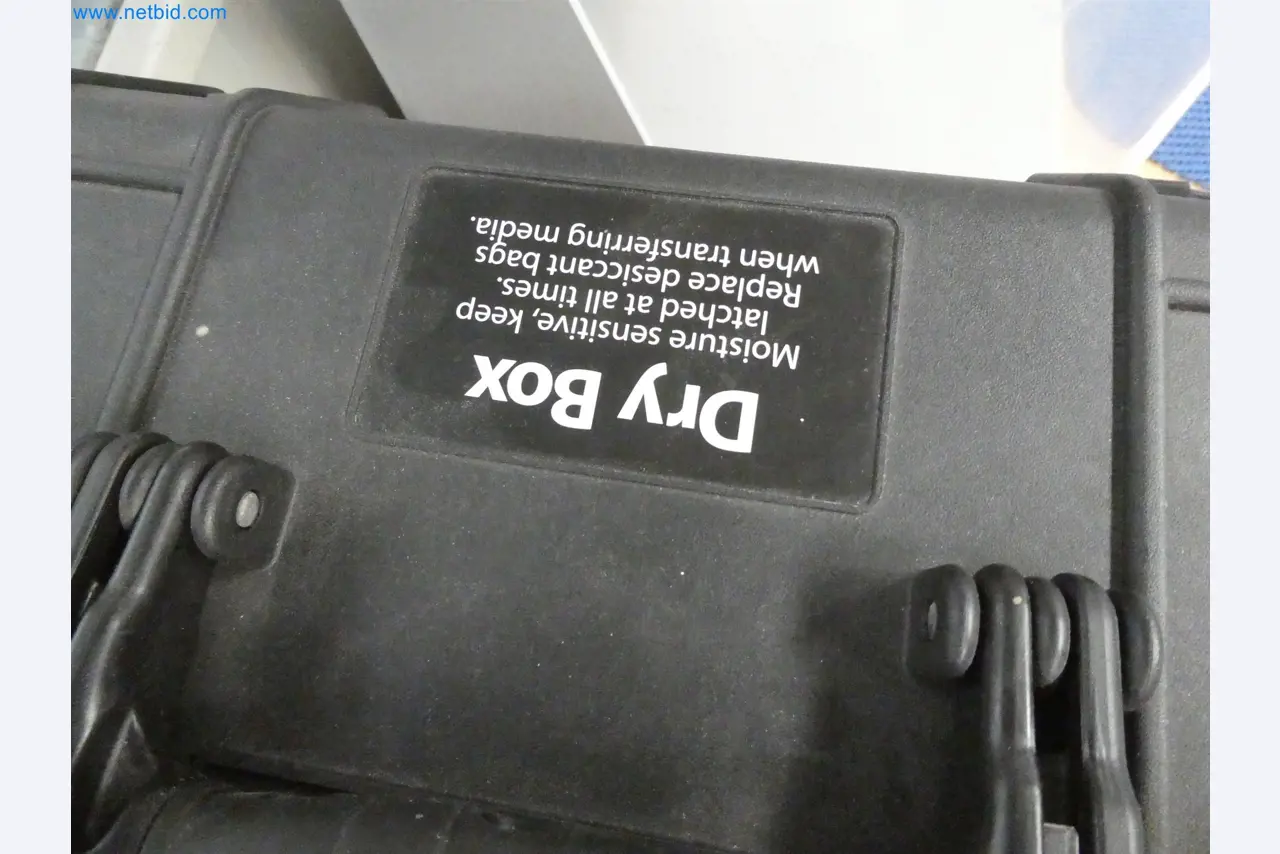 www.netbid.com
Dry Box
Moisture sensitive, keep
latched at all times.
Replace desiccant bags
when transferring media.